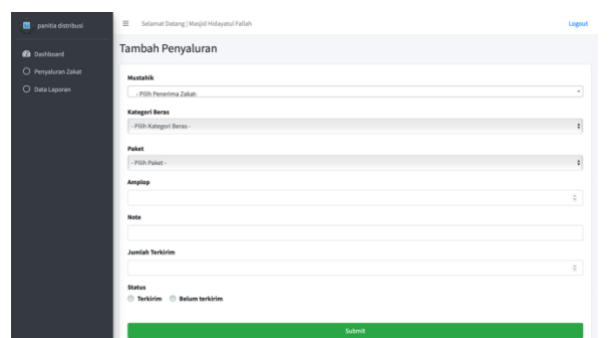 panitia distribusi
Selamat Datang | Masjid Hidayatul Fallah
Logout
Dashboard
Penyaluran Zakat
Data Laporan
Tambah Penyaluran
Mustahik
- Pilih Penerima Zakah-
Kategori Beras
- Pilih Kategori Beras -
Paket
- Pilih Paket -
Amplop
Note
Jumlah Terkirim
Status
Terkirim
Belum terkirim
Submit